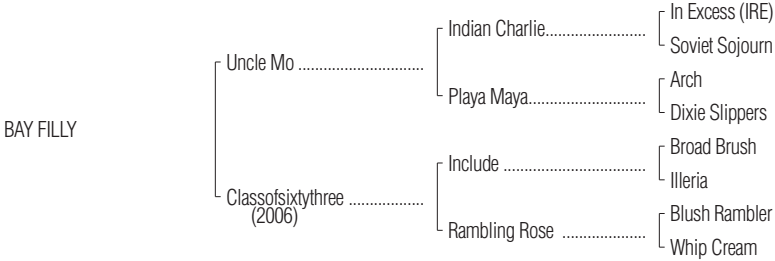 In Excess (IRE)
Indian Charlie........................
Soviet Sojourn
Uncle Mo ..............................
Arch
Playa Maya............................
Dixie Slippers
BAY FILLY
Broad Brush
Include ..................................
Illeria
Classofsixtythree ..................
(2006)
Blush Rambler
Rambling Rose ....................
Whip Cream